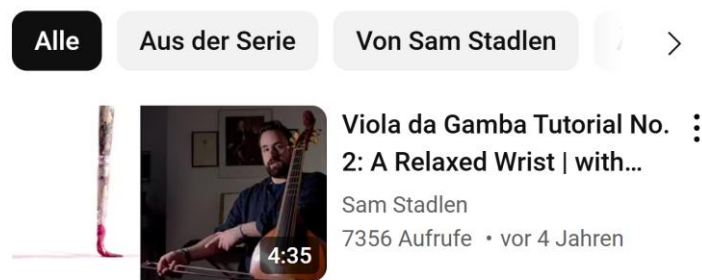 Alle
Aus der Serie
Von Sam Stadlen
Viola da Gamba Tutorial No.
2: A Relaxed Wrist | with...
Sam Stadlen
7356 Aufrufe • vor 4 Jahren
4:35